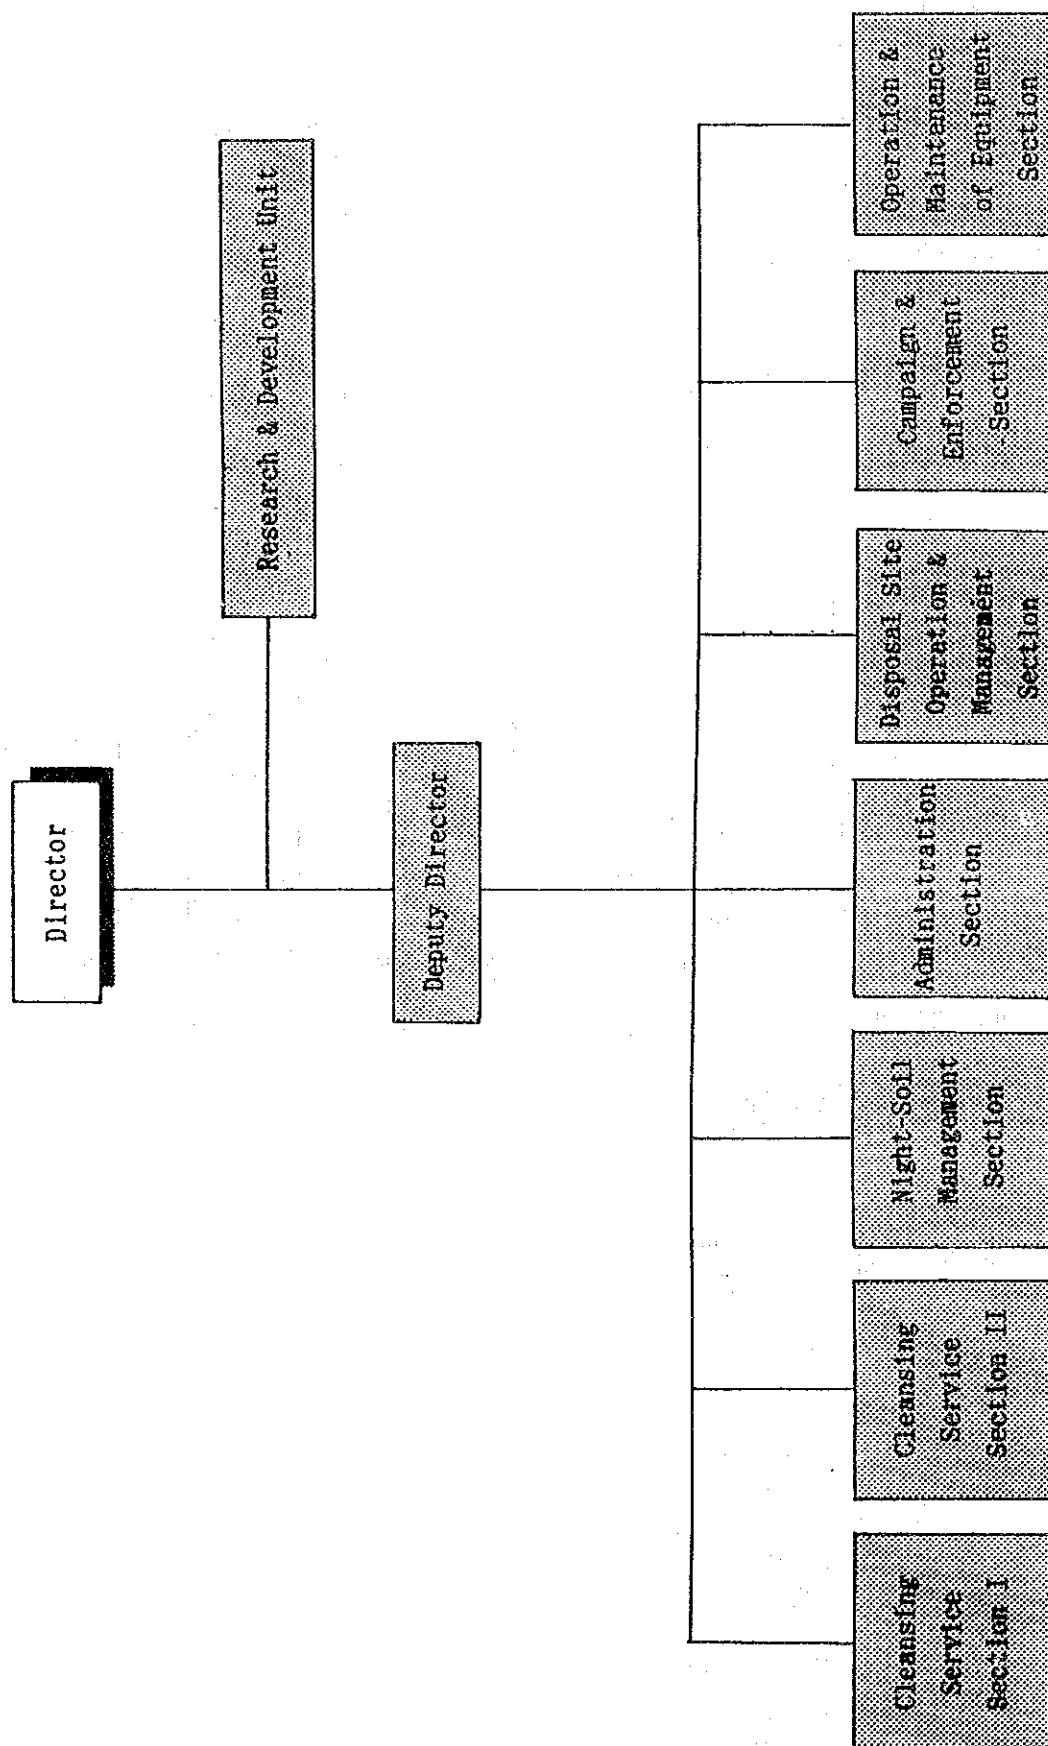 Director
Research & Development Unit
Deputy Director
Cleansing
Service
Section I
Cleansing
Service
Section II
Night-Soil
Management
Section
Administration
Section
Disposal Site
Operation &
Management
Section
Campaign &
Enforcement
Section
Operation &
Maintenance
of Equipment
Section